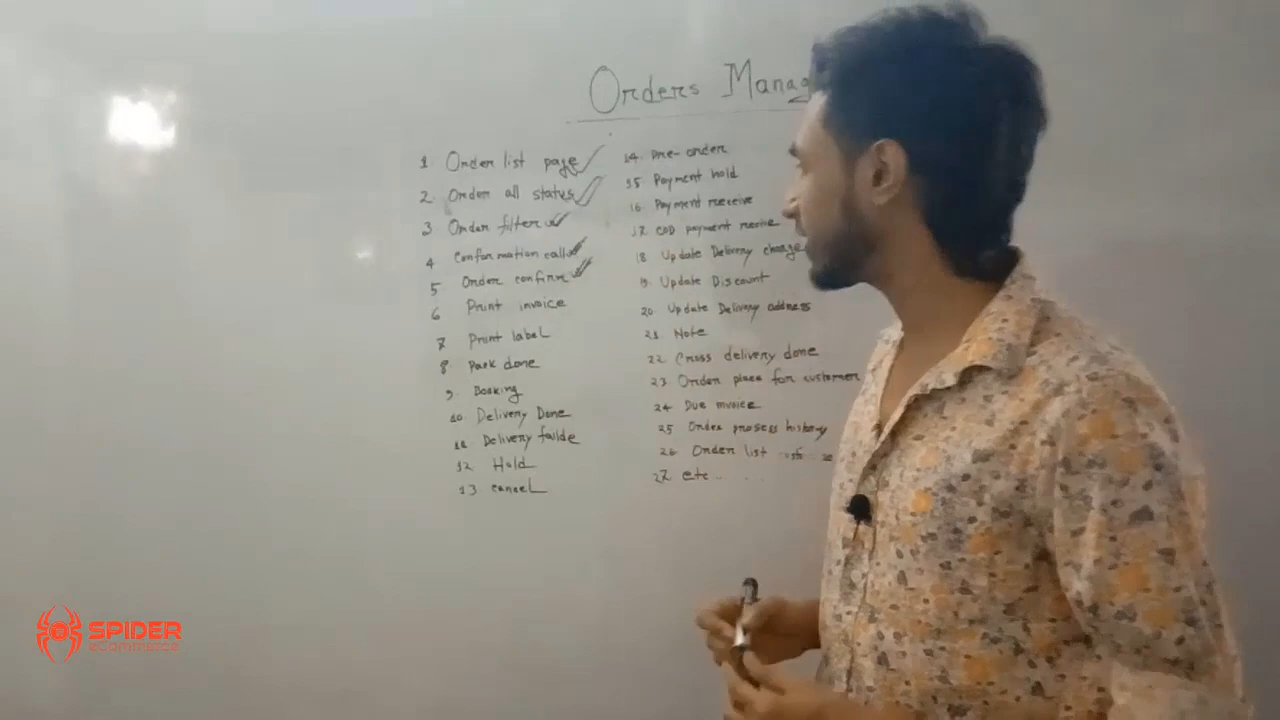 Orders Manag
1 Order list page
2 Order all status
3 Order filter
4 Conformation call
5 Order confirm
6 Print invoice
7 Print label
8 Pack done
9 Booking
10. Delivery Done
11 Delivery failde
12 Hold
13 cancel
14. Pre-order
15 Payment hold
16 Payment receive
17 COD payment receive
18 Update Delivery charge
19. Update Discount
20. Update Delivery address
21 Note
22 Cross delivery done
23 Order place for customer
24 Due invoice
25 Order prosess history
26 Order list
27 etc.. . . .
SPIDER
eCommerce